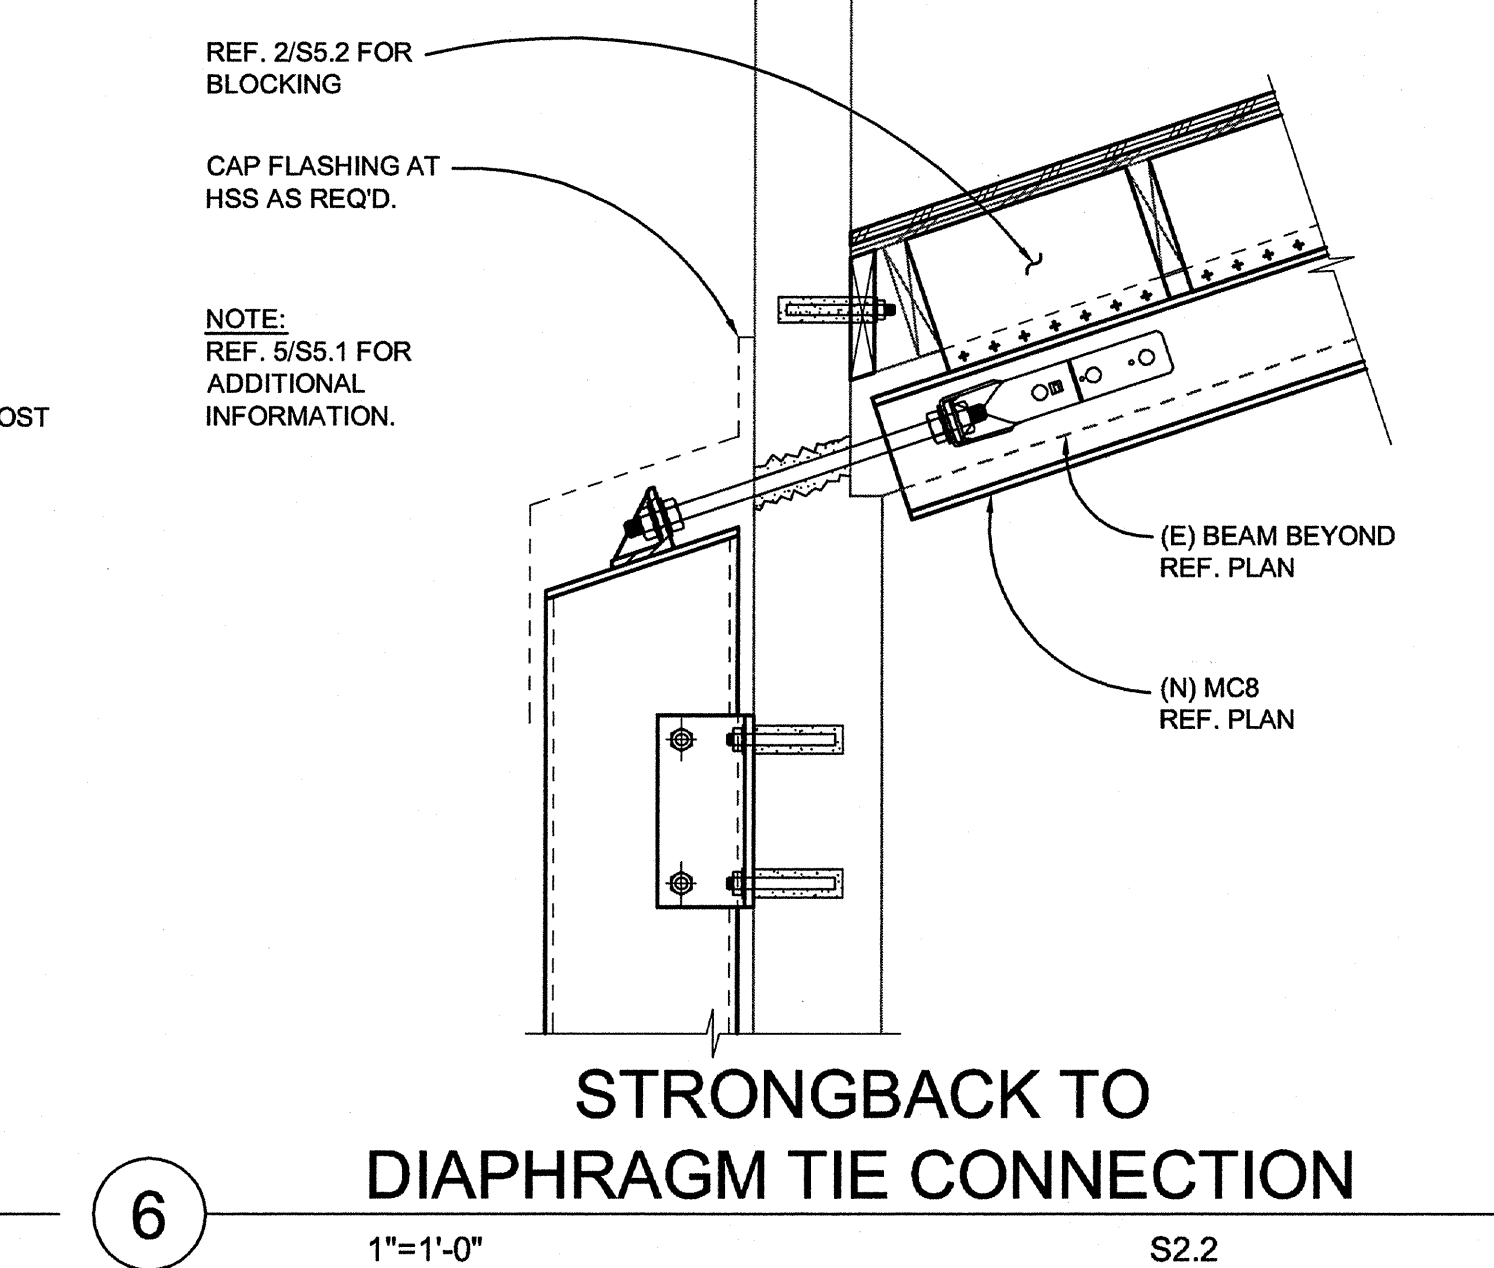 REF. 2/S5.2 FOR
BLOCKING
CAP FLASHING AT
HSS AS REQ'D.
NOTE:
REF. 5/S5.1 FOR
ADDITIONAL
INFORMATION.
OST
(E) BEAM BEYOND
REF. PLAN
(N) MC8
REF. PLAN
STRONGBACK TO
DIAPHRAGM TIE CONNECTION
6
1"=1'-0"
S2.2